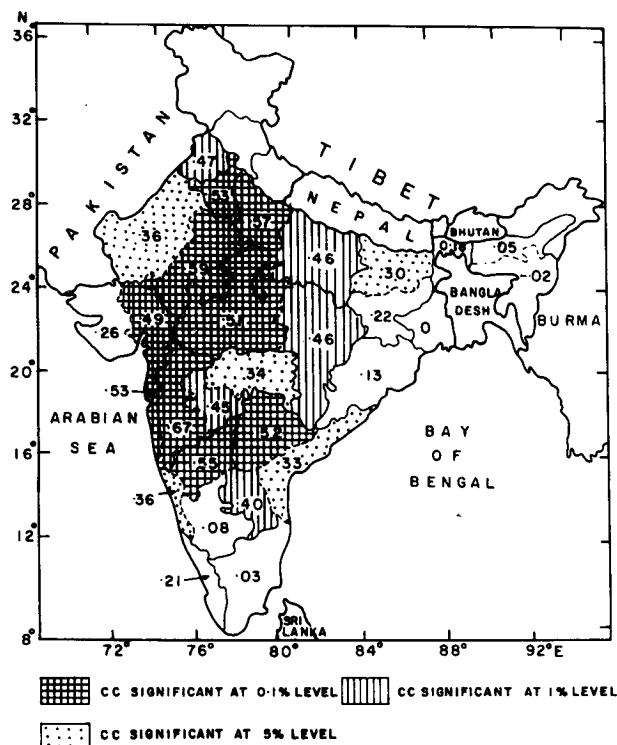 N.
36°
32°
28°
24°
20°
16°
12°
8°
72°
76°
80°
84°
88°
92°E
PAKISTAN
TIBET
NEPAL
BHUTAN
BANGLA
DESH
BURMA
ARABIAN
SEA
BAY
OF
BENGAL
SRI
LANKA
·47
·53
·57
·36
·46
·30
·05
·02
·49
·51
·26
·22
0
·46
·34
·13
·53
·45
·67
·52
·55
·33
·36
·40
·08
·21
·03
CC SIGNIFICANT AT 0·1% LEVEL
CC SIGNIFICANT AT 1% LEVEL
CC SIGNIFICANT AT 5% LEVEL